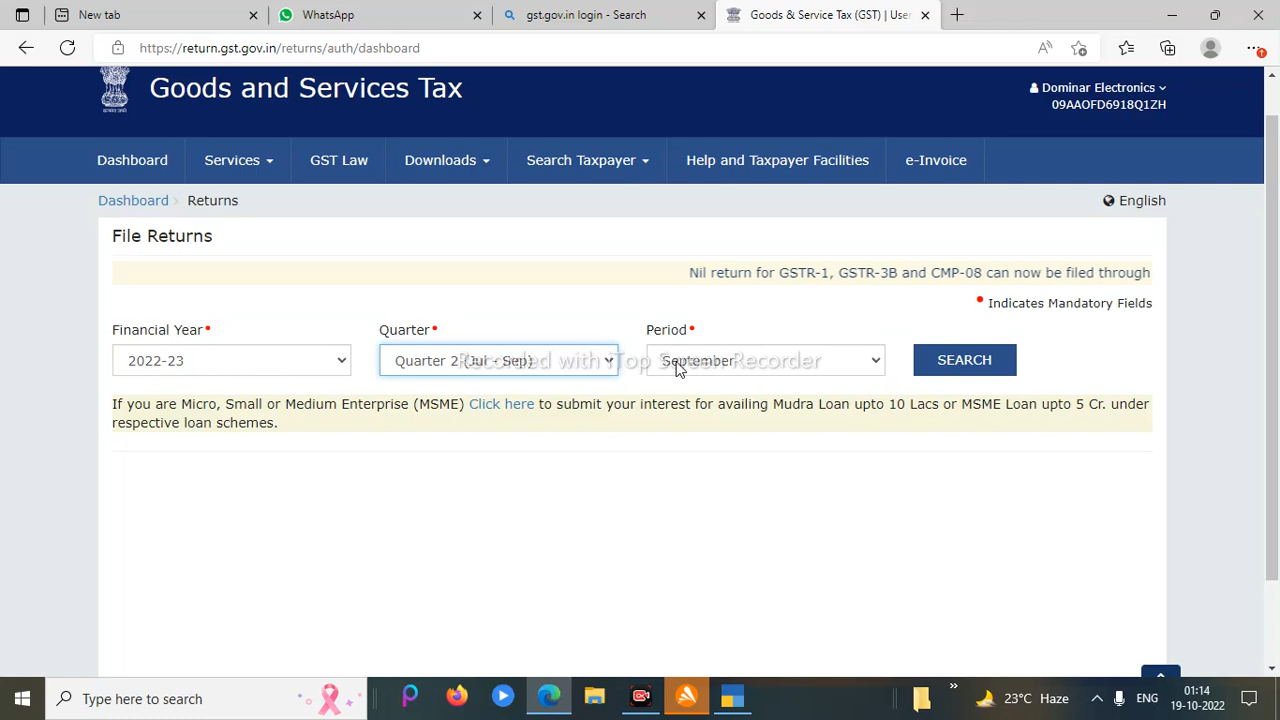 New tab
WhatsApp
gst.gov.in login - Search
Goods & Service Tax (GST) | User
https://return.gst.gov.in/returns/auth/dashboard
Goods and Services Tax
Dominar Electronics
09AAOFD6918Q1ZH
Dashboard
Services
GST Law
Downloads
Search Taxpayer
Help and Taxpayer Facilities
e-Invoice
Dashboard
Returns
English
File Returns
Nil return for GSTR-1, GSTR-3B and CMP-08 can now be filed through
• Indicates Mandatory Fields
Financial Year•
Quarter•
Period•
2022-23
Quarter 2 (Jul - Sep)
September
SEARCH
Recorded with iTop Screen Recorder
If you are Micro, Small or Medium Enterprise (MSME) Click here to submit your interest for availing Mudra Loan upto 10 Lacs or MSME Loan upto 5 Cr. under
respective loan schemes.
Type here to search
23°C Haze
ENG
01:14
19-10-2022